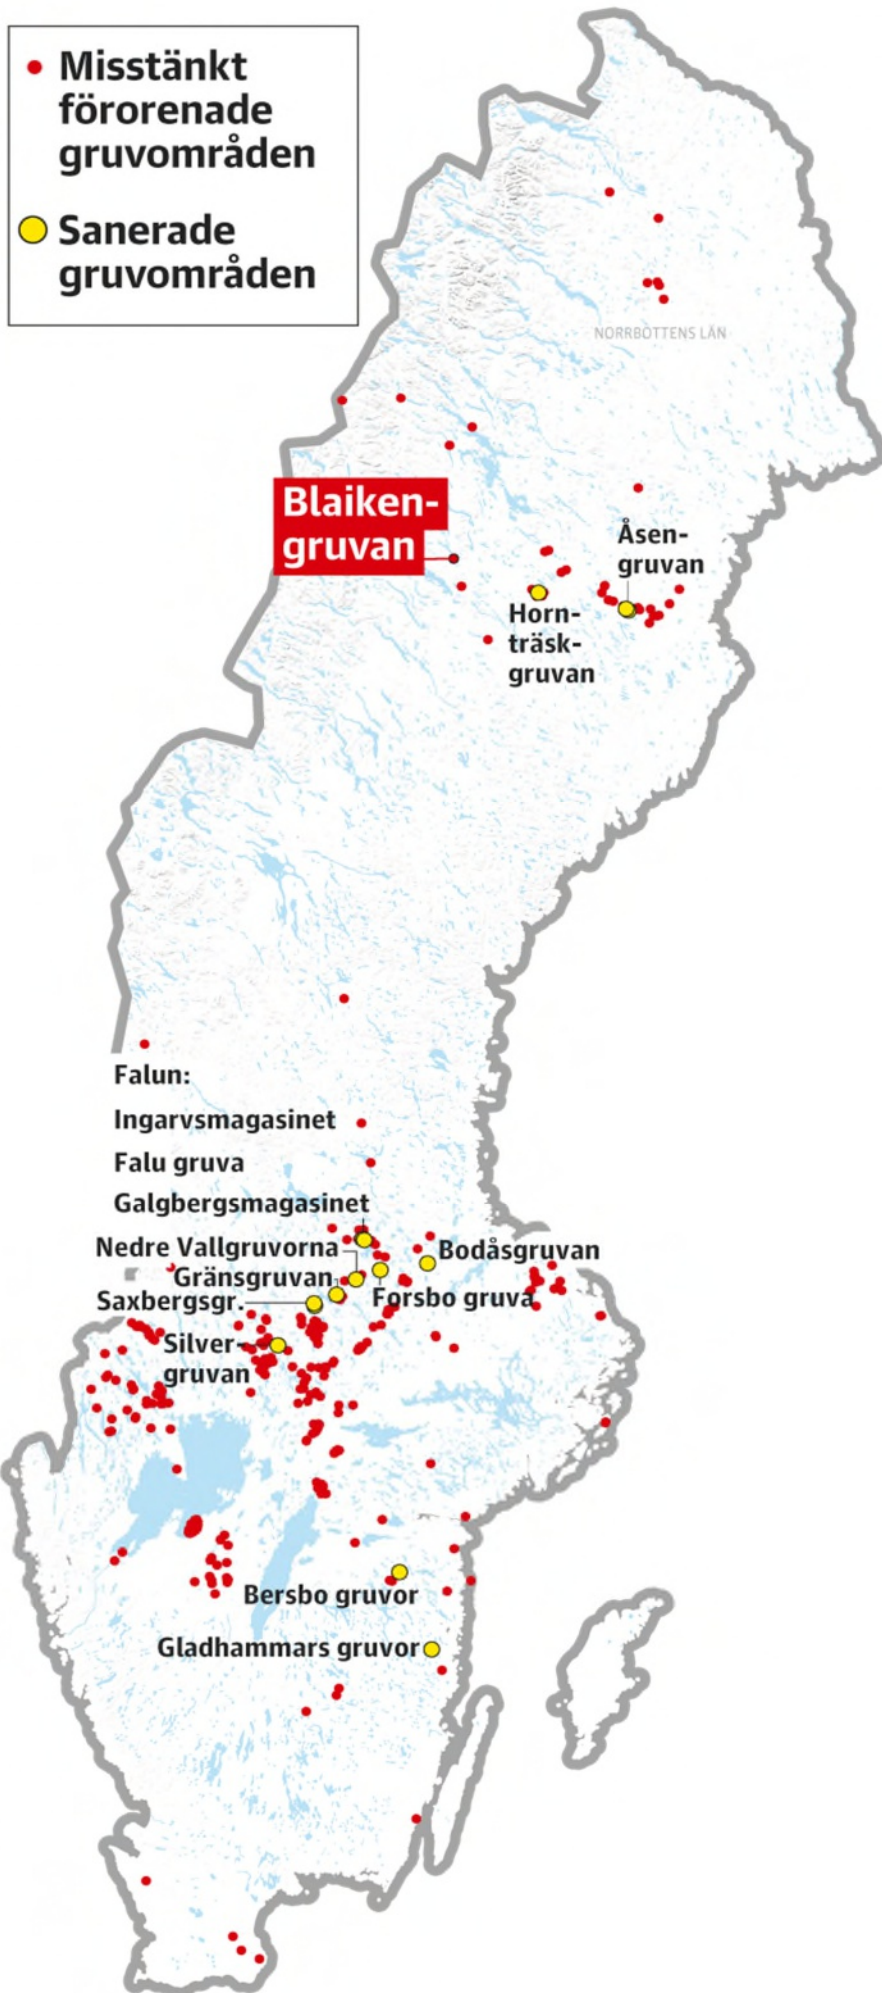 Misstänkt
förorenade
gruvområden
Sanerade
gruvområden
NORRBOTTENS LÄN
Blaiken-
gruvan
Åsen-
gruvan
Horn-
träsk-
gruvan
Falun:
Ingarvsmagasinet
Falu gruva
Galgbergsmagasinet
Nedre Vallgruvorna
Bodåsgruvan
Gränsgruvan
Forsbo gruva
Saxbergsgr.
Silver-
gruvan
Bersbo gruvor
Gladhammars gruvor